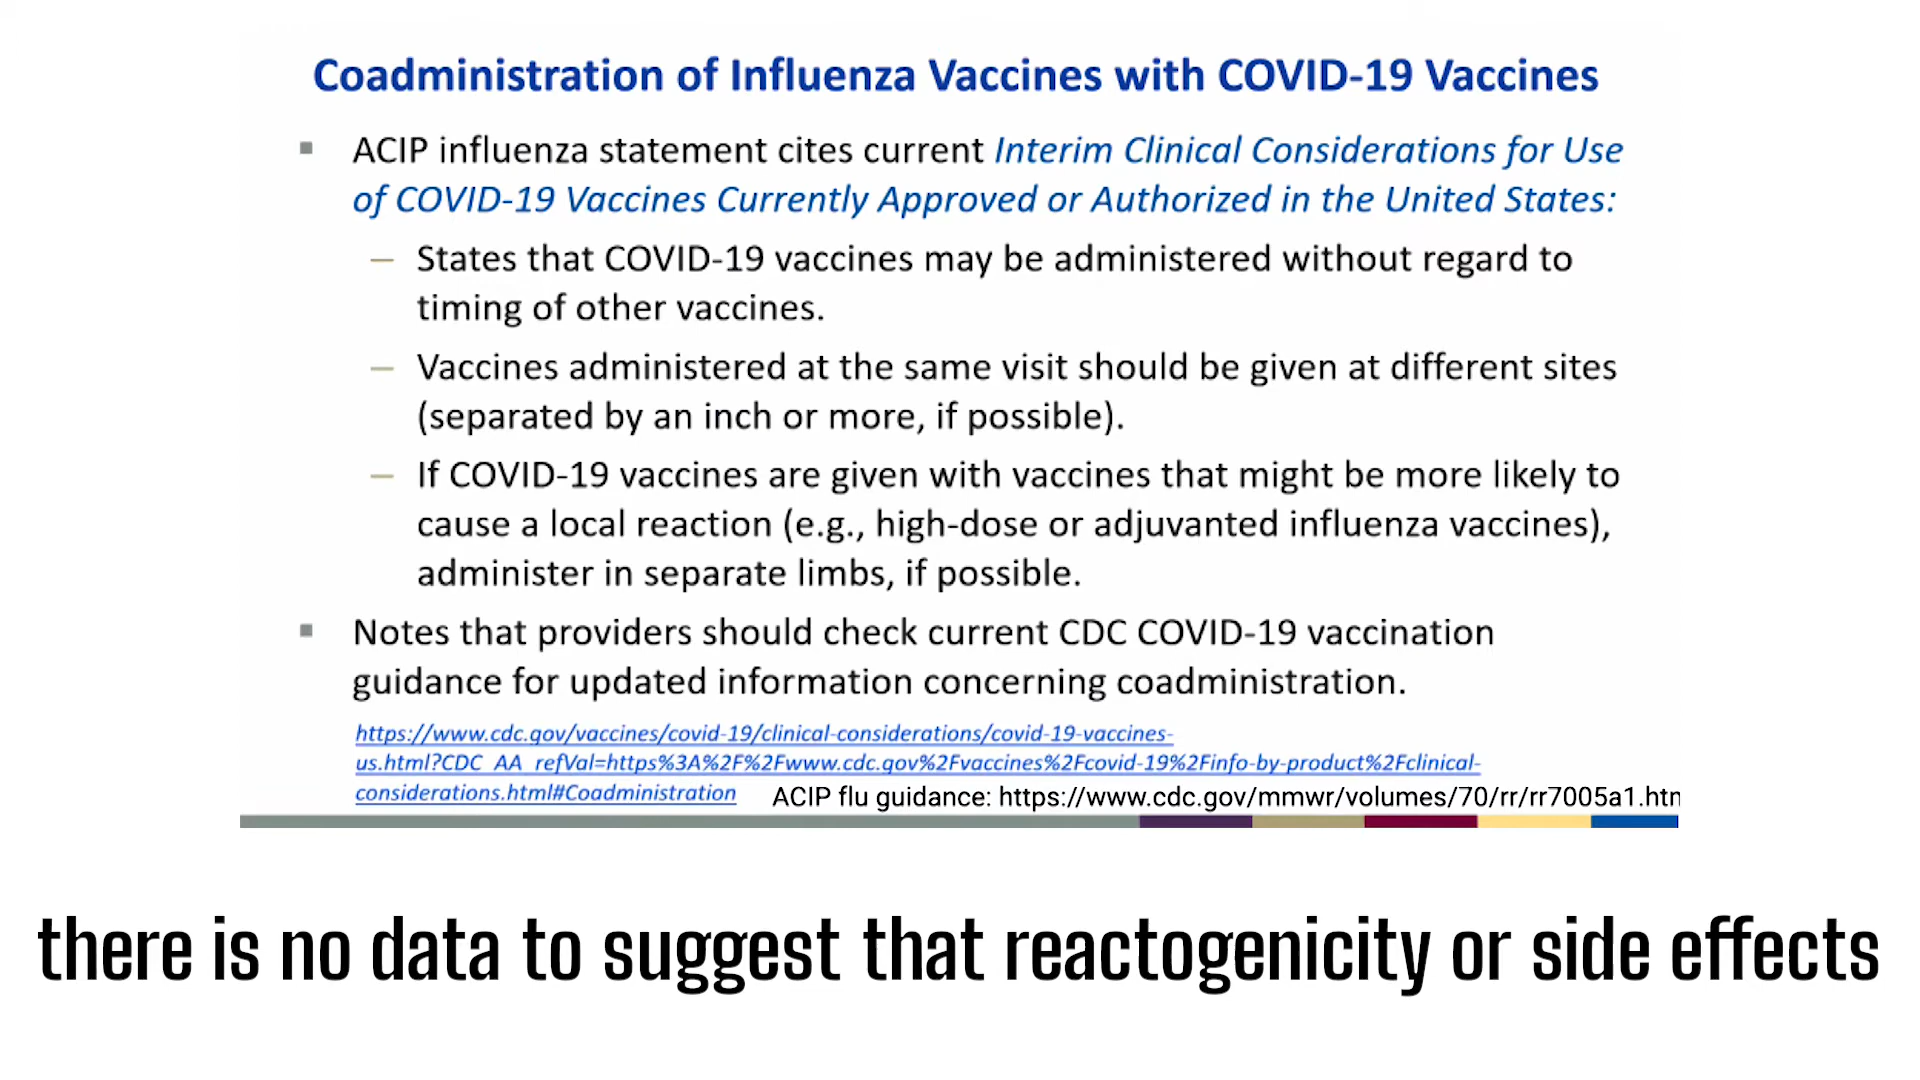 Coadministration of Influenza Vaccines with COVID-19 Vaccines
▪ ACIP influenza statement cites current Interim Clinical Considerations for Use
of COVID-19 Vaccines Currently Approved or Authorized in the United States:
– States that COVID-19 vaccines may be administered without regard to
timing of other vaccines.
– Vaccines administered at the same visit should be given at different sites
(separated by an inch or more, if possible).
– If COVID-19 vaccines are given with vaccines that might be more likely to
cause a local reaction (e.g., high-dose or adjuvanted influenza vaccines),
administer in separate limbs, if possible.
▪ Notes that providers should check current CDC COVID-19 vaccination
guidance for updated information concerning coadministration.
https://www.cdc.gov/vaccines/covid-19/clinical-considerations/covid-19-vaccines-
us.html?CDC_AA_refVal=https%3A%2F%2Fwww.cdc.gov%2Fvaccines%2Fcovid-19%2Finfo-by-product%2Fclinical-
considerations.html#Coadministration
ACIP flu guidance: https://www.cdc.gov/mmwr/volumes/70/rr/rr7005a1.htn
there is no data to suggest that reactogenicity or side effects